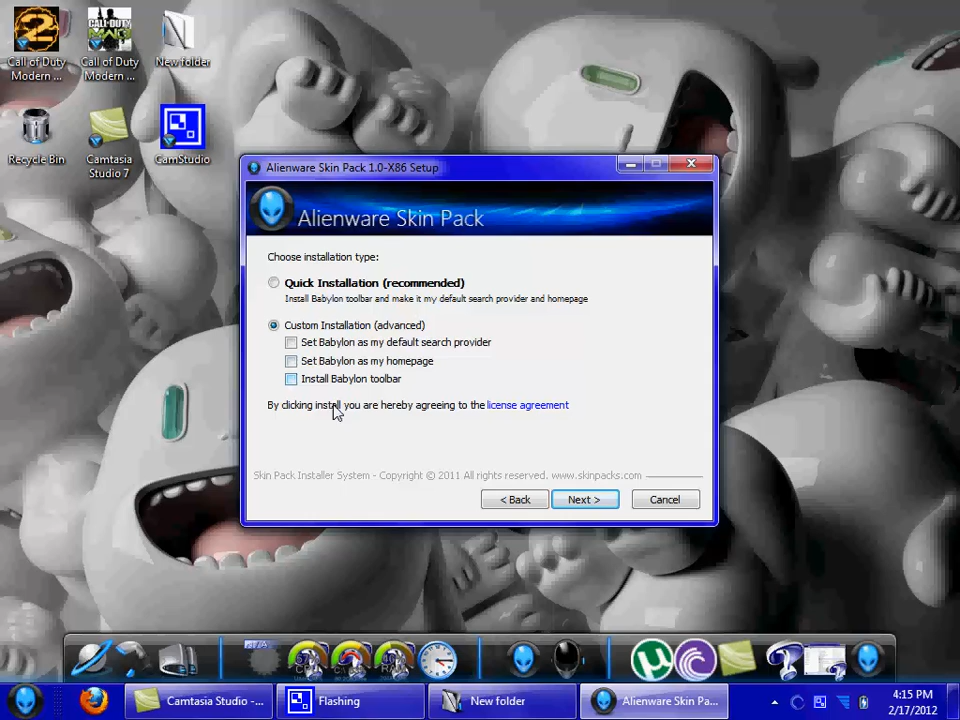 Call of Duty
Modern ...
Call of Duty
Modern ...
New folder
Recycle Bin
Camtasia
Studio 7
CamStudio
Alienware Skin Pack 1.0-X86 Setup
Alienware Skin Pack
Choose installation type:
Quick Installation (recommended)
Install Babylon toolbar and make it my default search provider and homepage
Custom Installation (advanced)
Set Babylon as my default search provider
Set Babylon as my homepage
Install Babylon toolbar
By clicking install you are hereby agreeing to the license agreement
Skin Pack Installer System - Copyright © 2011 All rights reserved. www.skinpacks.com
< Back
Next >
Cancel
Camtasia Studio -...
Flashing
New folder
Alienware Skin Pa...
4:15 PM
2/17/2012